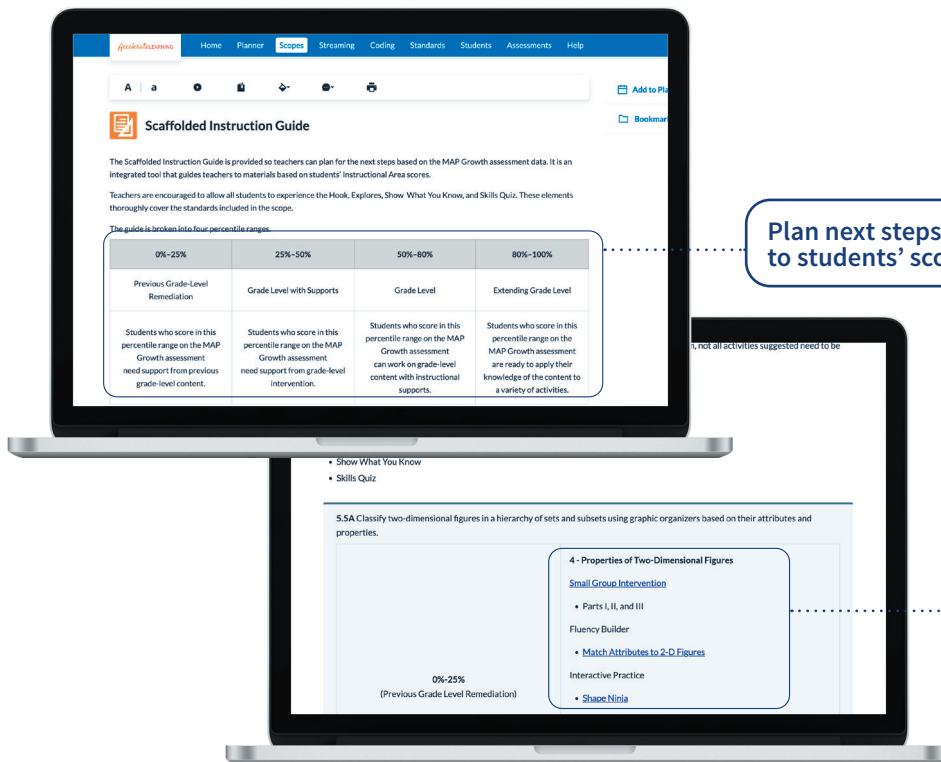 AccelerateLEARNING
Home Planner Scopes Streaming Coding Standards Students Assessments Help
A a
Add to Pla
Bookmar
Scaffolded Instruction Guide
The Scaffolded Instruction Guide is provided so teachers can plan for the next steps based on the MAP Growth assessment data. It is an
integrated tool that guides teachers to materials based on students' Instructional Area scores.
Teachers are encouraged to allow all students to experience the Hook, Explores, Show What You Know, and Skills Quiz. These elements
thoroughly cover the standards included in the scope.
The guide is broken into four percentile ranges.
0%-25% 25%-50% 50%-80% 80%-100%
Previous Grade-Level
Remediation
Grade Level with Supports
Grade Level
Extending Grade Level
Students who score in this
percentile range on the MAP
Growth assessment
need support from previous
grade-level content.
Students who score in this
percentile range on the MAP
Growth assessment
need support from grade-level
intervention.
Students who score in this
percentile range on the MAP
Growth assessment
can work on grade-level
content with instructional
supports.
Students who score in this
percentile range on the
MAP Growth assessment
are ready to apply their
knowledge of the content to
a variety of activities.
Plan next steps
to students' sco
not all activities suggested need to be
• Show What You Know
• Skills Quiz
5.5A Classify two-dimensional figures in a hierarchy of sets and subsets using graphic organizers based on their attributes and
properties.
0%-25%
(Previous Grade Level Remediation)
4 - Properties of Two-Dimensional Figures
Small Group Intervention
• Parts I, II, and III
Fluency Builder
• Match Attributes to 2-D Figures
Interactive Practice
• Shape Ninja